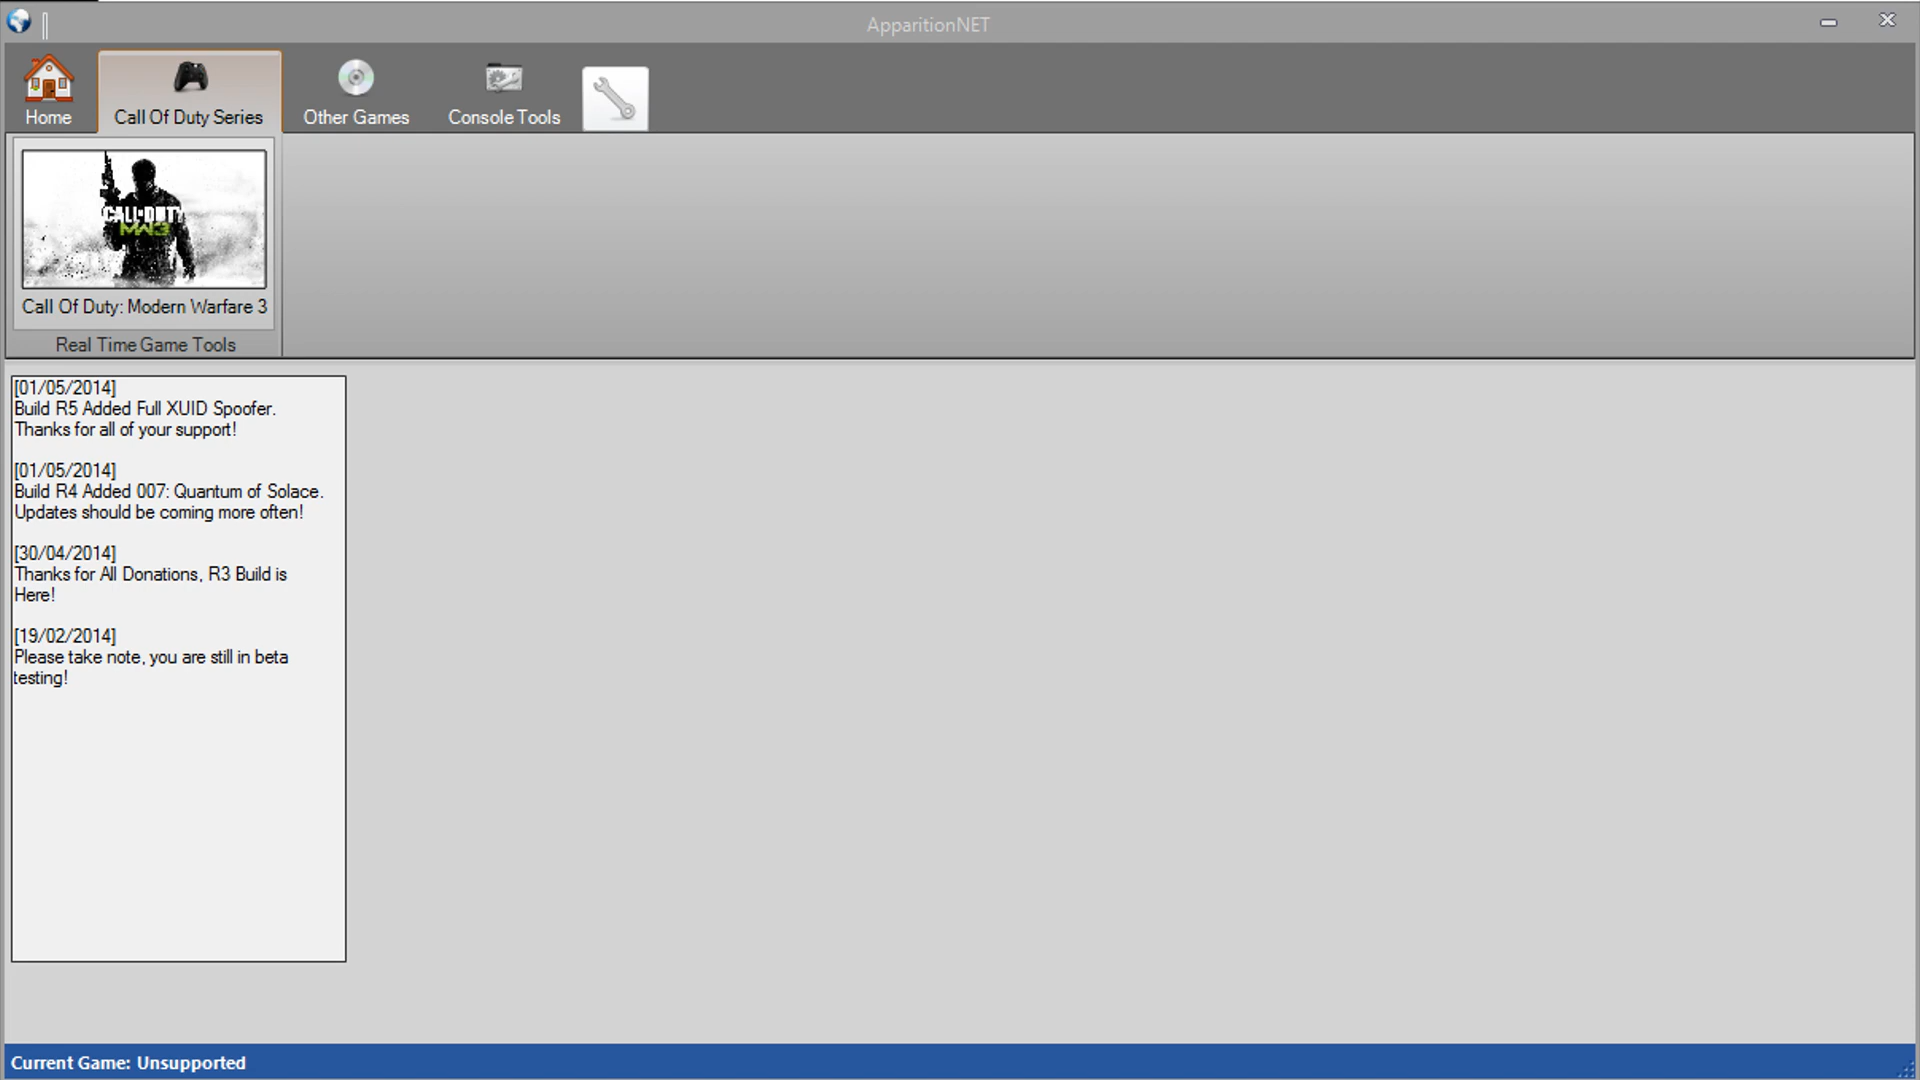 ApparitionNET
Home
Call Of Duty Series
Other Games
Console Tools
CALL·DUTY
MW3
Call Of Duty: Modern Warfare 3
Real Time Game Tools
[01/05/2014]
Build R5 Added Full XUID Spoofer.
Thanks for all of your support!
[01/05/2014]
Build R4 Added 007: Quantum of Solace.
Updates should be coming more often!
[30/04/2014]
Thanks for All Donations, R3 Build is
Here!
[19/02/2014]
Please take note, you are still in beta
testing!
Current Game: Unsupported